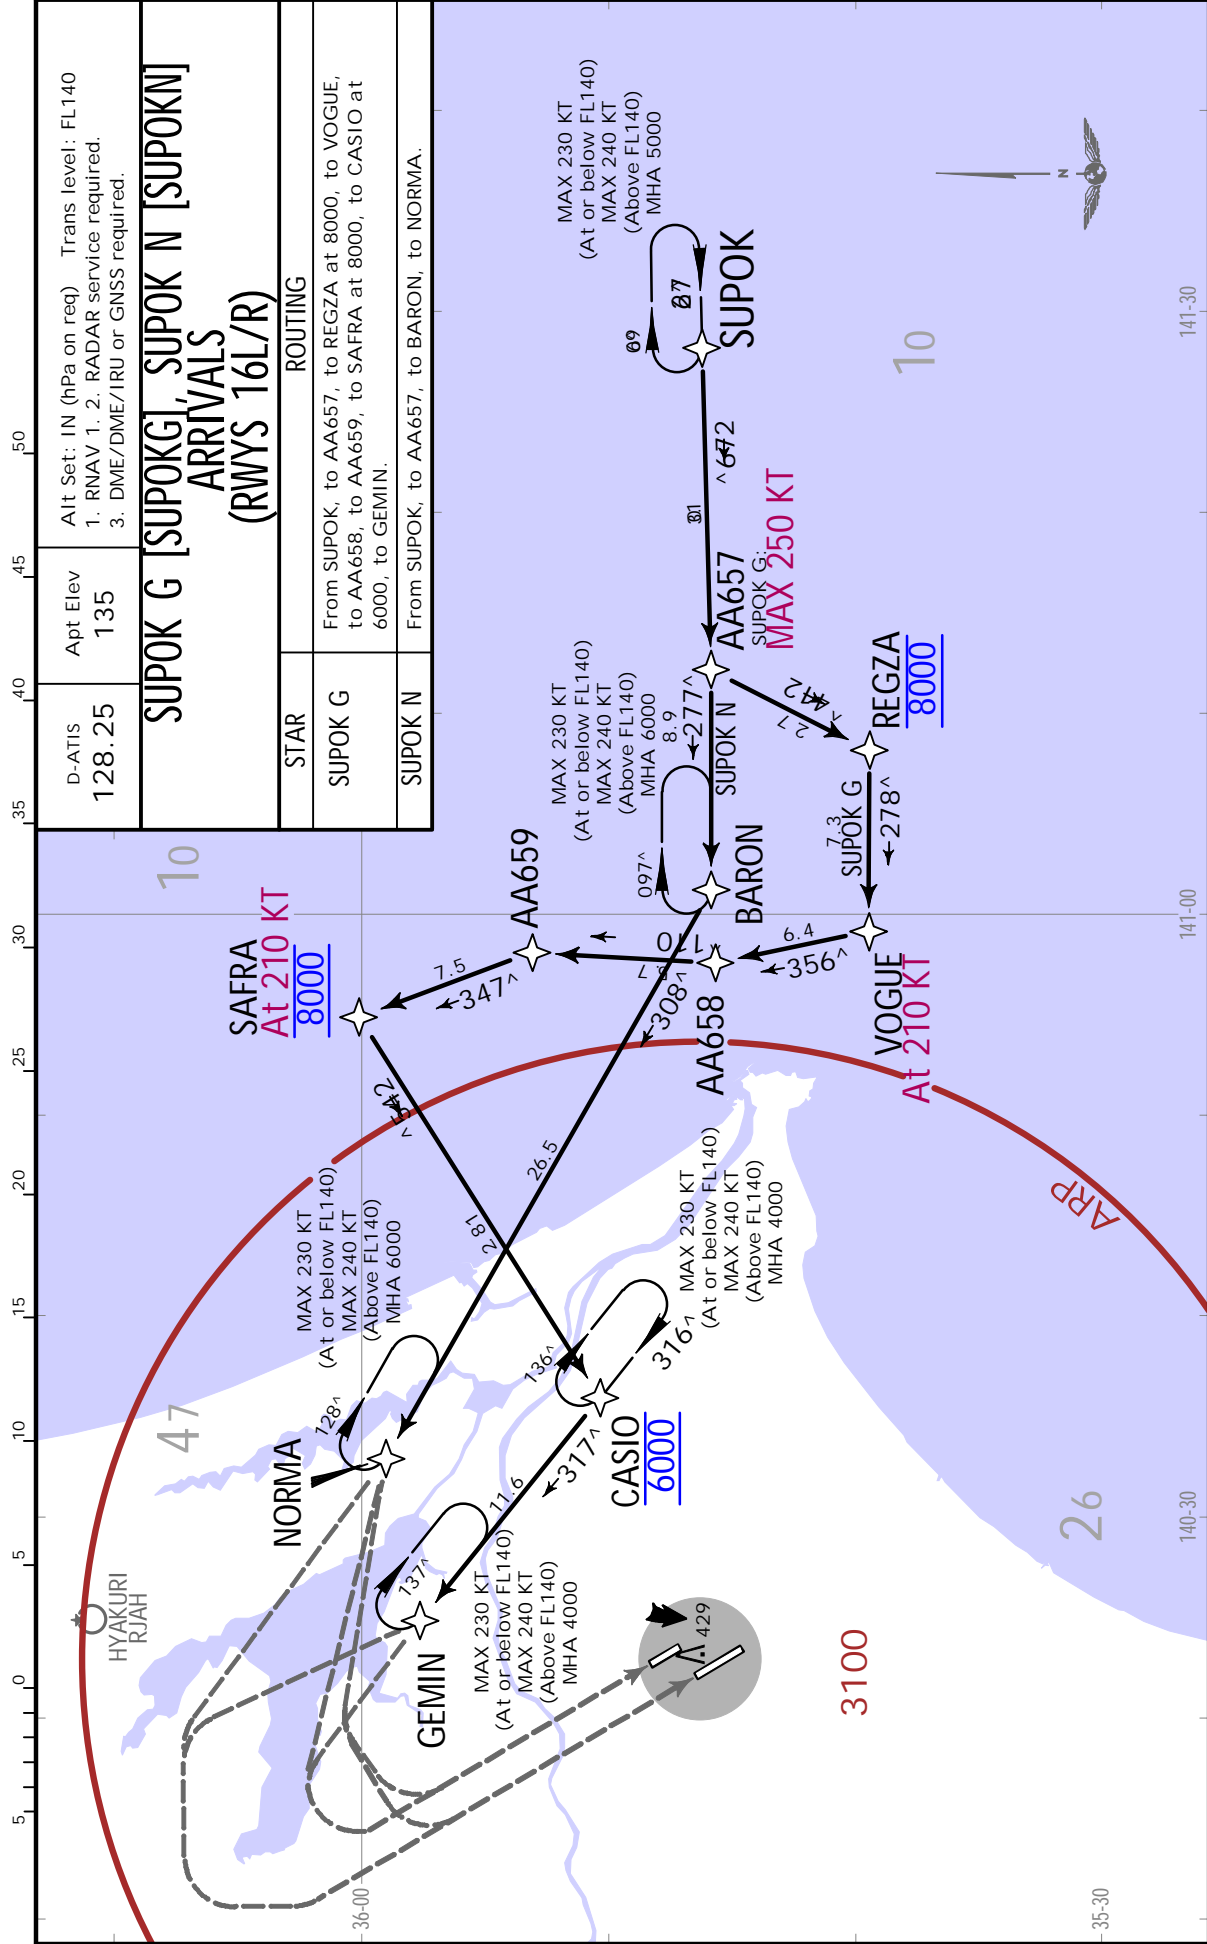 D-ATIS
128.25
Apt Elev
135
Alt Set: IN (hPa on req) Trans level: FL140
1. RNAV 1. 2. RADAR service required.
3. DME/DME/IRU or GNSS required.
SUPOK G [SUPOKG], SUPOK N [SUPOKN]
ARRIVALS
(RWYS 16L/R)
STAR
ROUTING
SUPOK G
From SUPOK, to AA657, to REGZA at 8000, to VOGUE,
to AA658, to AA659, to SAFRA at 8000, to CASIO at
6000, to GEMIN.
SUPOK N
From SUPOK, to AA657, to BARON, to NORMA.
5
0
5
10
15
20
25
30
35
40
45
50
HYAKURI
RJAH
47
10
SAFRA
At 210 KT
8000
AA659
7.5
347^
NORMA
128^
MAX 230 KT
(At or below FL140)
MAX 240 KT
(Above FL140)
MHA 6000
26.5
308^
MAX 230 KT
(At or below FL140)
MAX 240 KT
(Above FL140)
MHA 6000
8.9
277^
SUPOK N
097^
BARON
MAX 230 KT
(At or below FL140)
MAX 240 KT
(Above FL140)
MHA 5000
SUPOK
AA657
SUPOK G:
MAX 250 KT
REGZA
8000
7.3
SUPOK G
278^
VOGUE
At 210 KT
6.4
356^
AA658
136^
316^
MAX 230 KT
(At or below FL140)
MAX 240 KT
(Above FL140)
MHA 4000
CASIO
6000
317^
11.6
137^
GEMIN
MAX 230 KT
(At or below FL140)
MAX 240 KT
(Above FL140)
MHA 4000
429
3100
ARP
26
10
N
36-00
35-30
140-30
141-00
141-30